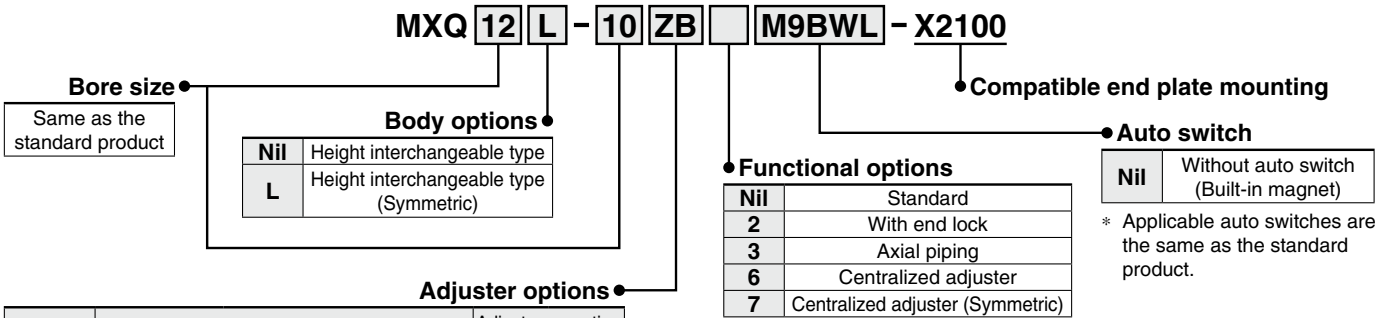 MXQ 12 L - 10 ZB M9BWL - X2100
Bore size
Same as the
standard product
Body options
Nil Height interchangeable type
L Height interchangeable type
(Symmetric)
Adjuster options
Functional options
Nil Standard
2 With end lock
3 Axial piping
6 Centralized adjuster
7 Centralized adjuster (Symmetric)
Compatible end plate mounting
Auto switch
Nil Without auto switch
(Built-in magnet)
* Applicable auto switches are
the same as the standard
product.